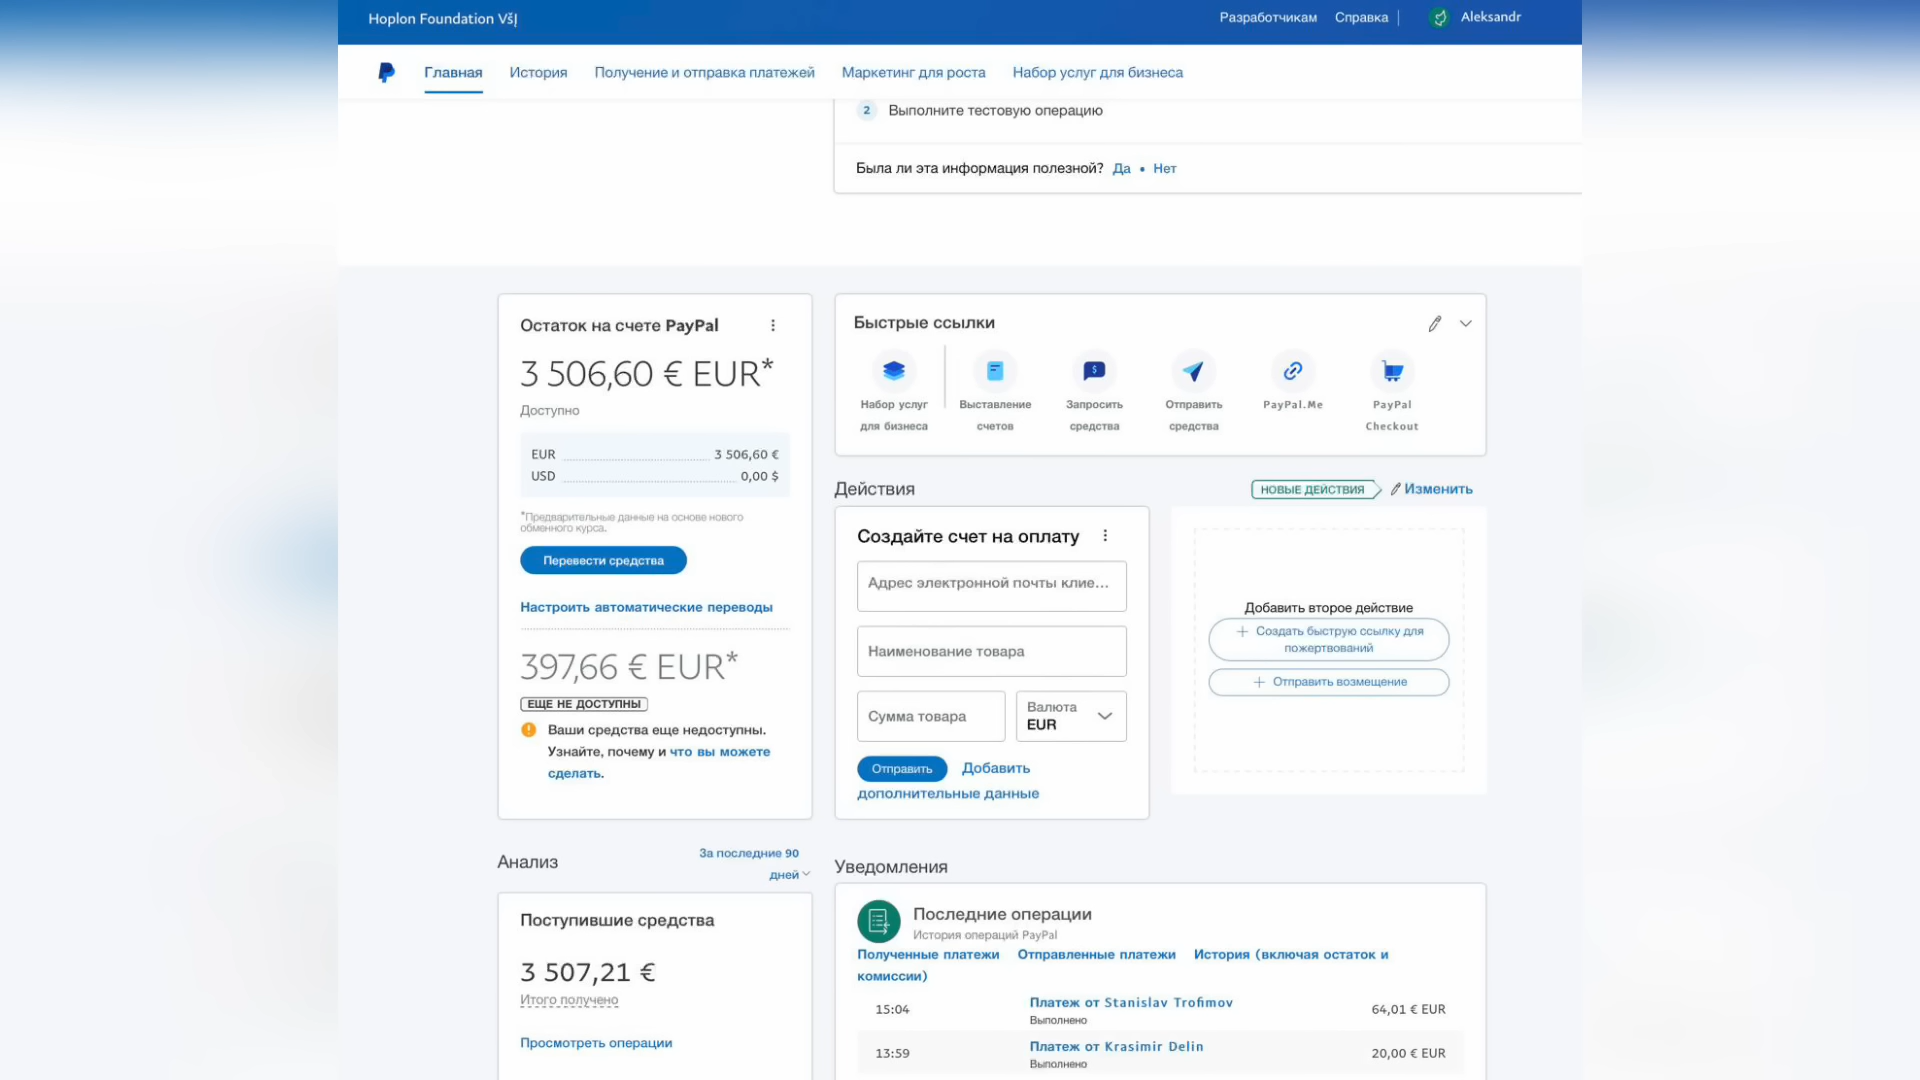 Hoplon Foundation VšĮ
Разработчикам Справка Aleksandr
Главная История Получение и отправка платежей Маркетинг для роста Набор услуг для бизнеса
2 Выполните тестовую операцию
Была ли эта информация полезной? Да • Нет
Остаток на счете PayPal
3 506,60 € EUR*
Доступно
EUR 3 506,60 €
USD 0,00 $
*Предварительные данные на основе нового
обменного курса.
Перевести средства
Настроить автоматические переводы
397,66 € EUR*
ЕЩЕ НЕ ДОСТУПНЫ
Ваши средства еще недоступны.
Узнайте, почему и что вы можете
сделать.
Быстрые ссылки
Набор услуг
для бизнеса
Выставление
счетов
Запросить
средства
Отправить
средства
PayPal.Me
PayPal
Checkout
Действия
НОВЫЕ ДЕЙСТВИЯ Изменить
Создайте счет на оплату
Адрес электронной почты клие...
Наименование товара
Сумма товара
Валюта
EUR
Отправить Добавить
дополнительные данные
Добавить второе действие
+ Создать быструю ссылку для
пожертвований
+ Отправить возмещение
Анализ
За последние 90
дней
Поступившие средства
3 507,21 €
Итого получено
Просмотреть операции
Уведомления
Последние операции
История операций PayPal
Полученные платежи Отправленные платежи История (включая остаток и
комиссии)
15:04 Платеж от Stanislav Trofimov 64,01 € EUR
Выполнено
13:59 Платеж от Krasimir Delin 20,00 € EUR
Выполнено